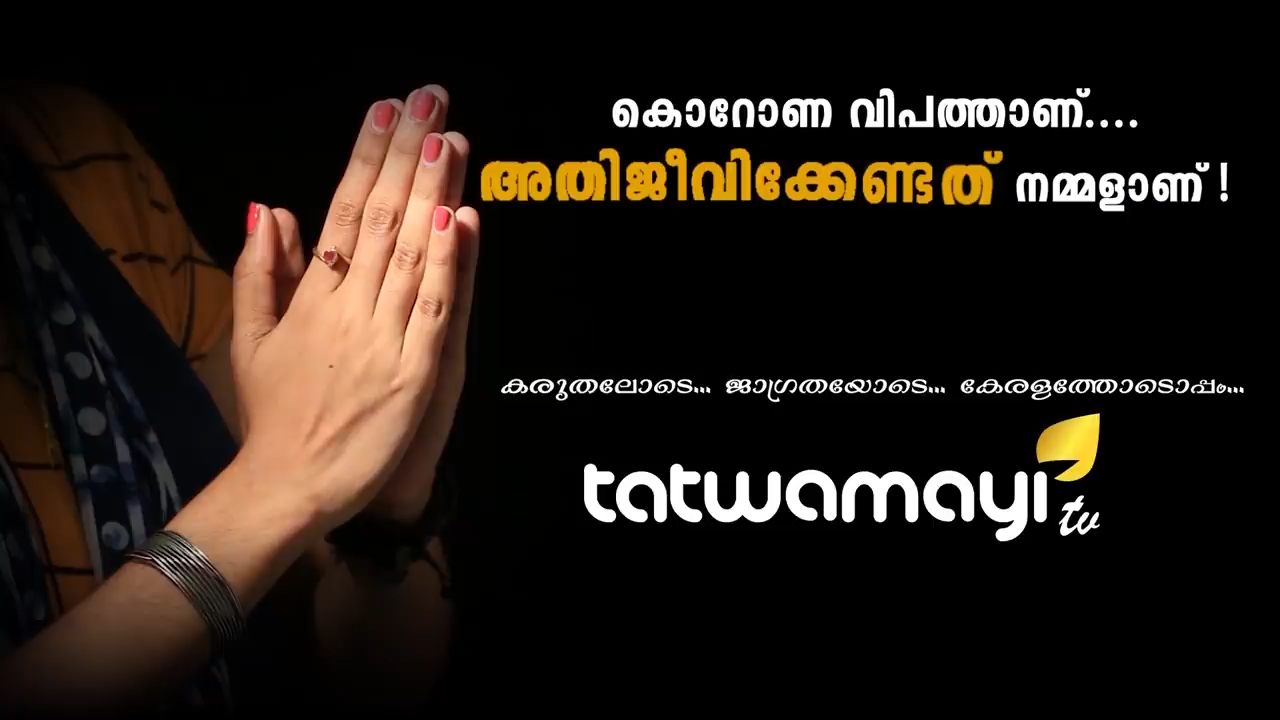 കൊറോണ വിപത്താണ്....
അതിജീവിക്കേണ്ടത് നമ്മളാണ് !
കരുതലോടെ... ജാഗ്രതയോടെ... കേരളത്തോടൊപ്പം...
tatwamayi
tv